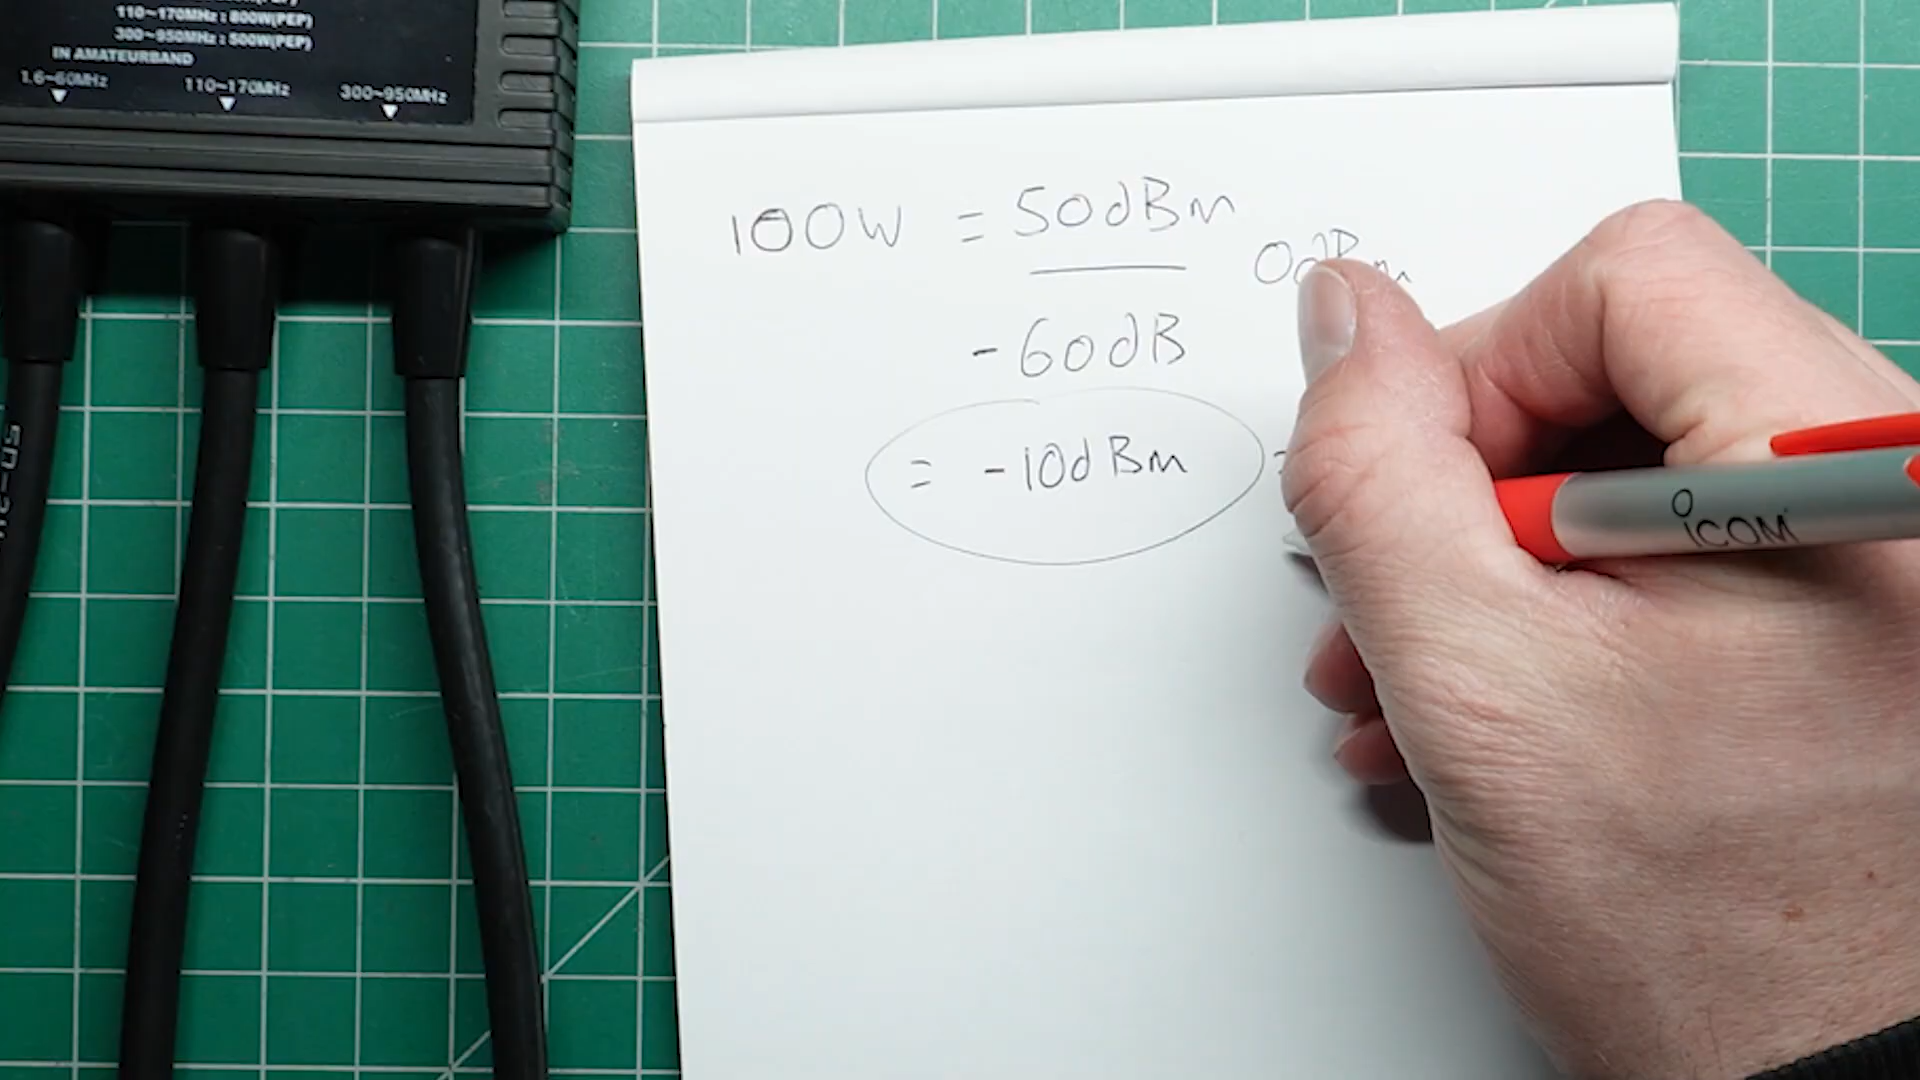 110~170MHz : 800W(PEP)
300~950MHz : 500W(PEP)
IN AMATEURBAND
1.6~60MHz 110~170MHz 300~950MHz
100W = 50dBm
0dBm
- 60dB
= -10dBm =
ICOM